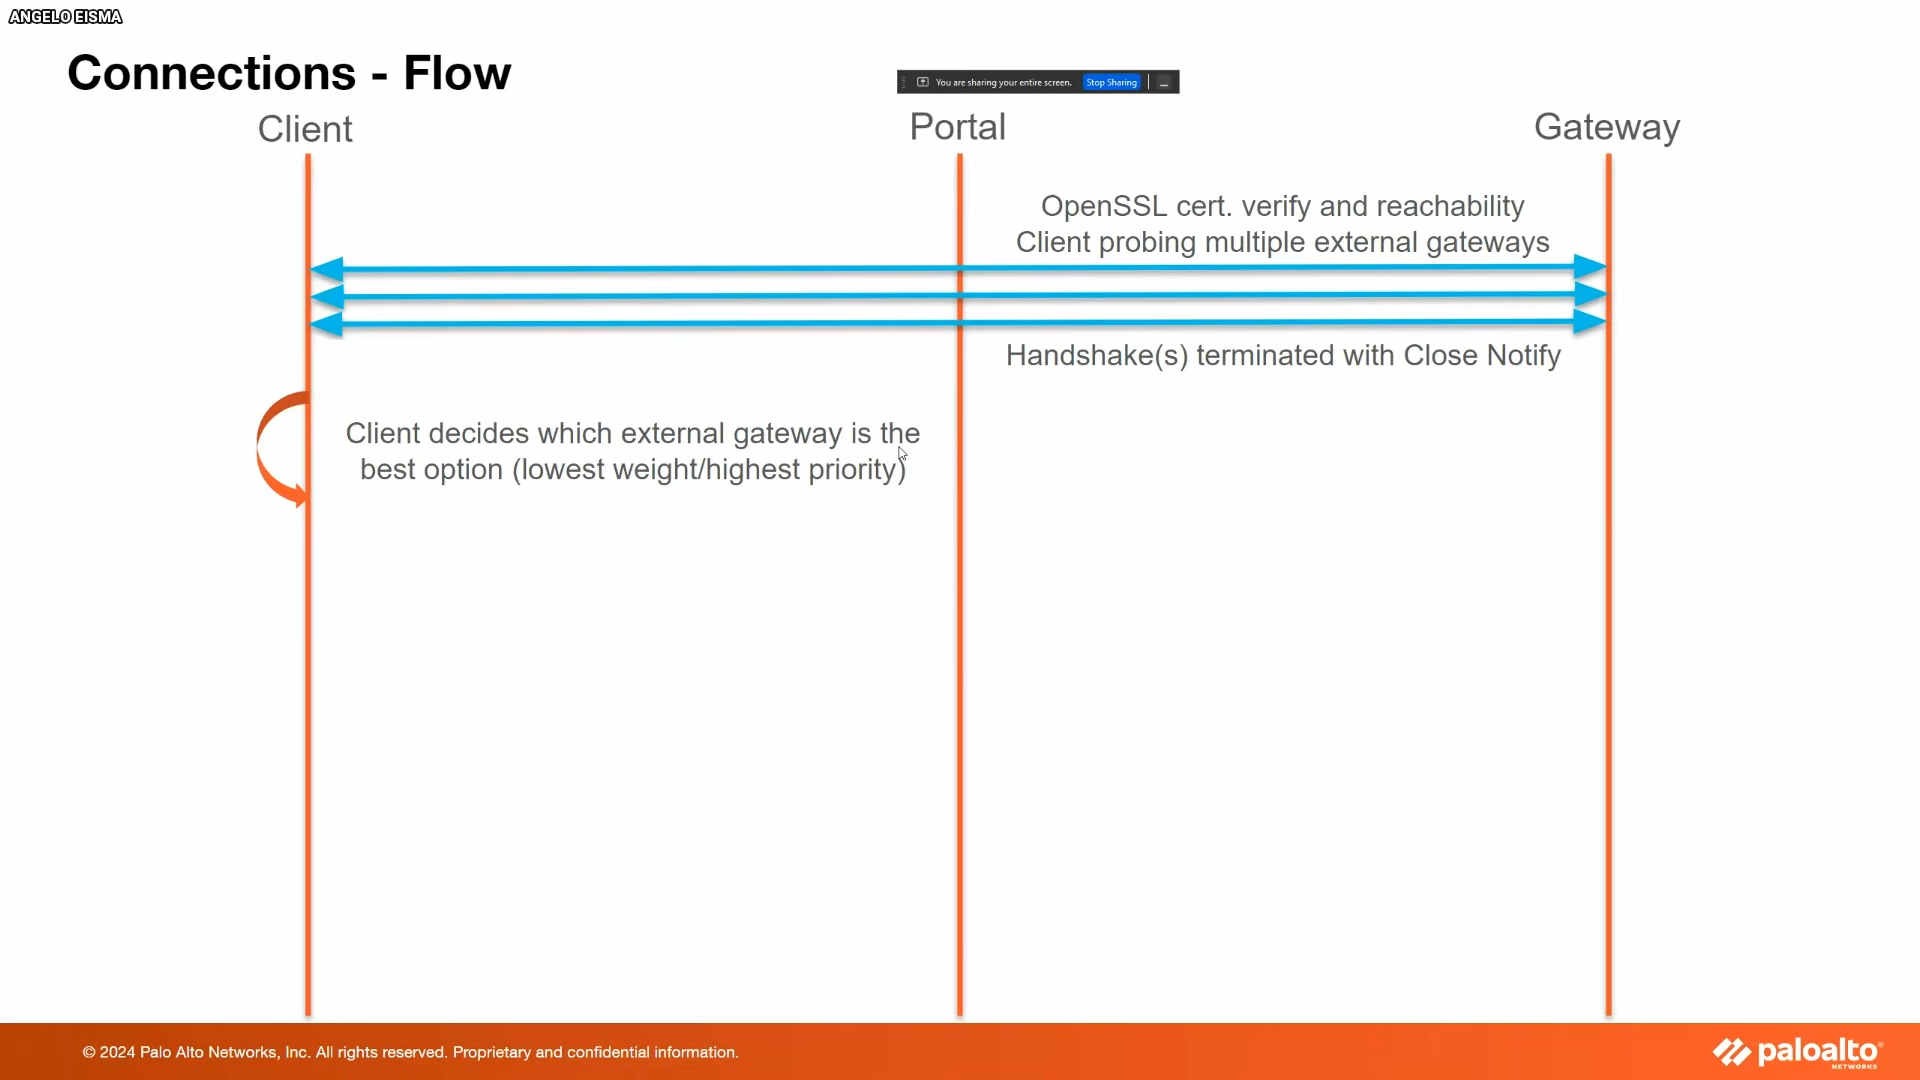 ANGELO EISMA
Connections - Flow
You are sharing your entire screen. Stop Sharing
Client
Portal
Gateway
OpenSSL cert. verify and reachability
Client probing multiple external gateways
Handshake(s) terminated with Close Notify
Client decides which external gateway is the
best option (lowest weight/highest priority)
© 2024 Palo Alto Networks, Inc. All rights reserved. Proprietary and confidential information.
paloalto®
NETWORKS